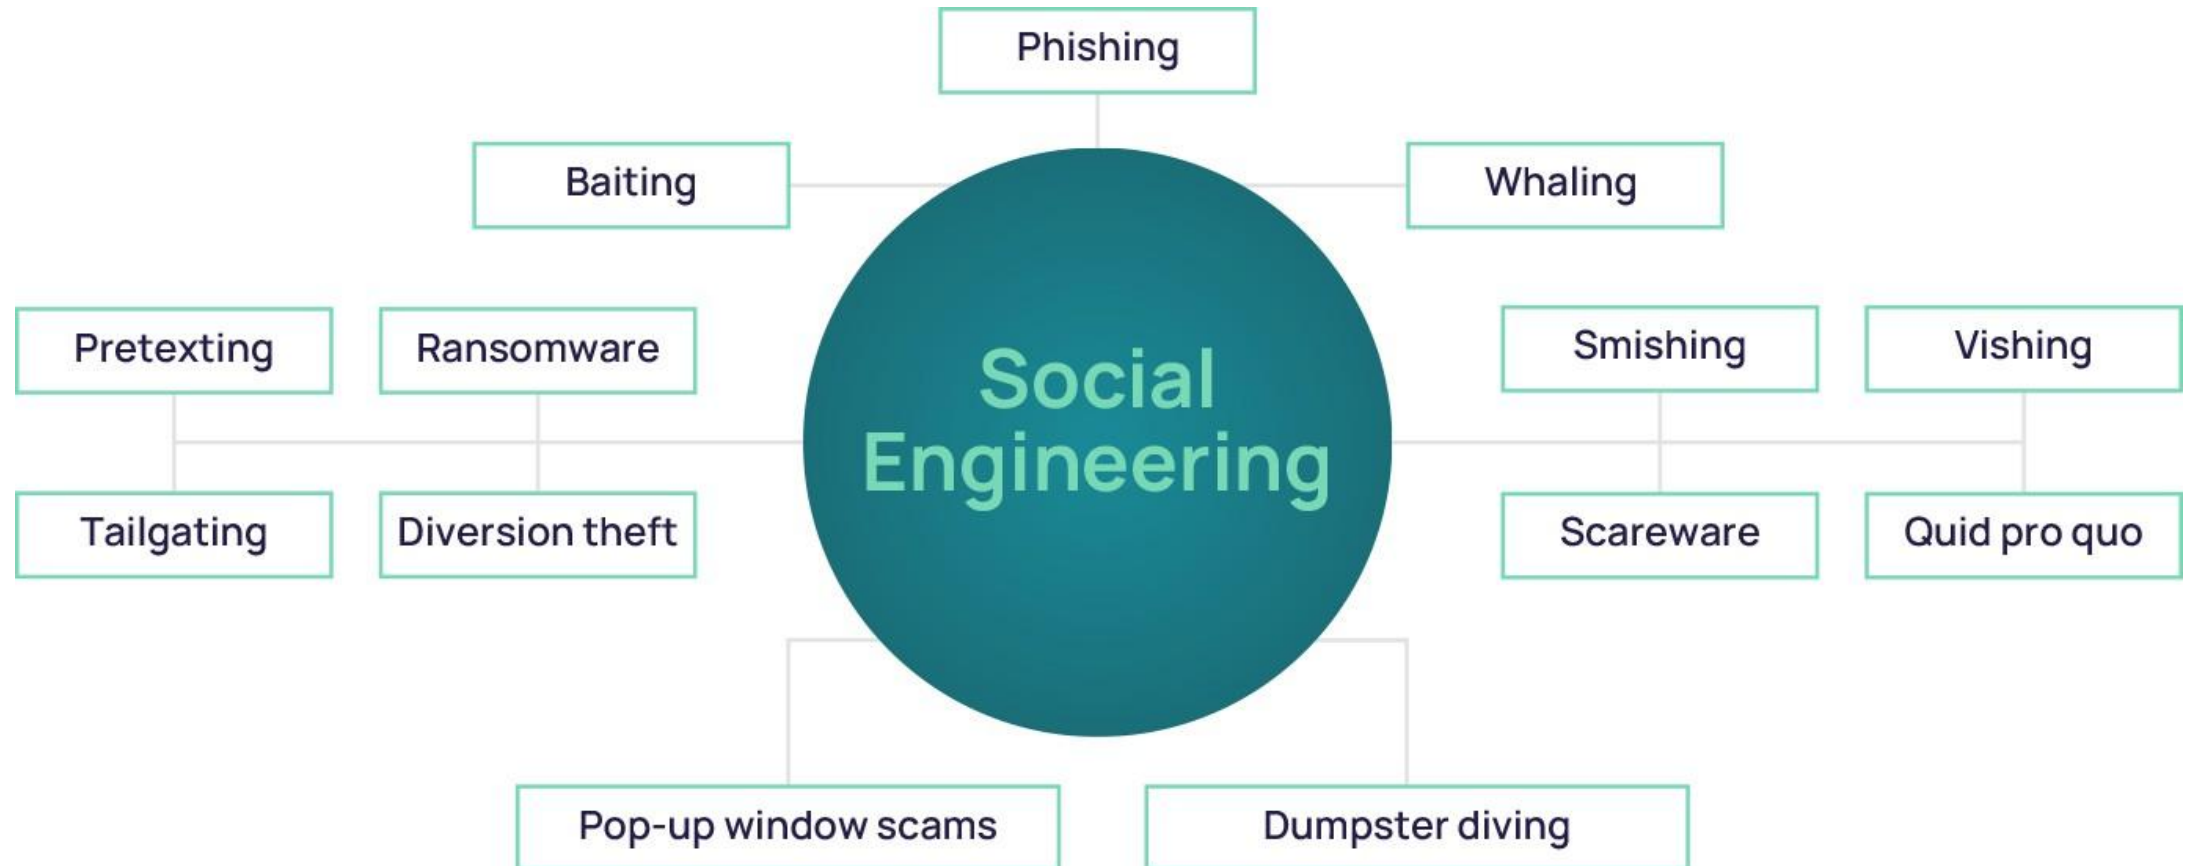 Phishing
Baiting
Whaling
Pretexting
Ransomware
Smishing
Vishing
Social
Engineering
Tailgating
Diversion theft
Scareware
Quid pro quo
Pop-up window scams
Dumpster diving